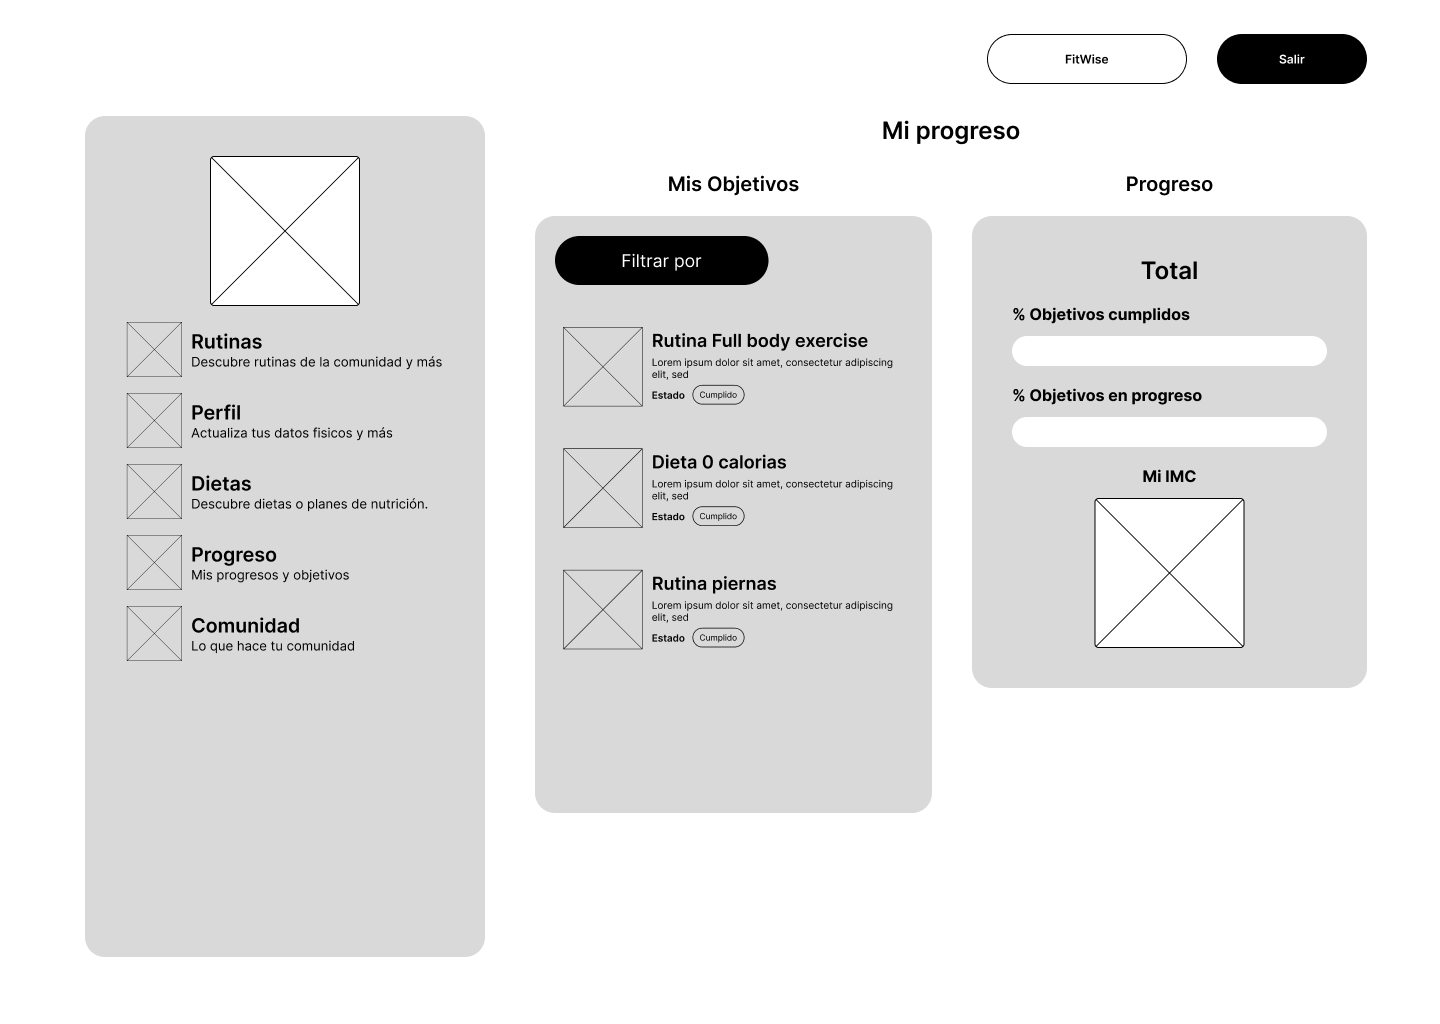 FitWise
Salir
Rutinas
Descubre rutinas de la comunidad y más
Perfil
Actualiza tus datos fisicos y más
Dietas
Descubre dietas o planes de nutrición.
Progreso
Mis progresos y objetivos
Comunidad
Lo que hace tu comunidad
Mi progreso
Mis Objetivos
Filtrar por
Rutina Full body exercise
Lorem ipsum dolor sit amet, consectetur adipiscing
elit, sed
Estado Cumplido
Dieta 0 calorias
Lorem ipsum dolor sit amet, consectetur adipiscing
elit, sed
Estado Cumplido
Rutina piernas
Lorem ipsum dolor sit amet, consectetur adipiscing
elit, sed
Estado Cumplido
Progreso
Total
% Objetivos cumplidos
% Objetivos en progreso
Mi IMC